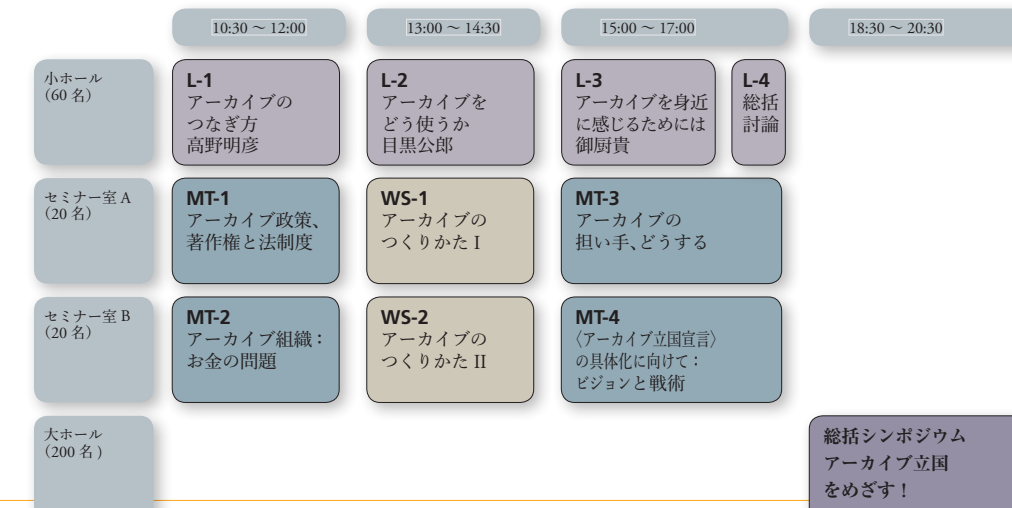 10:30 ～ 12:00
13:00 ～ 14:30
15:00 ～ 17:00
18:30 ～ 20:30
小ホール
（60 名）
L-1
アーカイブの
つなぎ方
高野明彦
L-2
アーカイブを
どう使うか
目黒公郎
L-3
アーカイブを身近
に感じるためには
御厨貴
L-4
総括
討論
セミナー室 A
（20 名）
MT-1
アーカイブ政策、
著作権と法制度
WS-1
アーカイブの
つくりかた I
MT-3
アーカイブの
担い手、どうする
セミナー室 B
（20 名）
MT-2
アーカイブ組織：
お金の問題
WS-2
アーカイブの
つくりかた II
MT-4
〈アーカイブ立国宣言〉
の具体化に向けて：
ビジョンと戦術
大ホール
（200 名 )
総括シンポジウム
アーカイブ立国
をめざす！